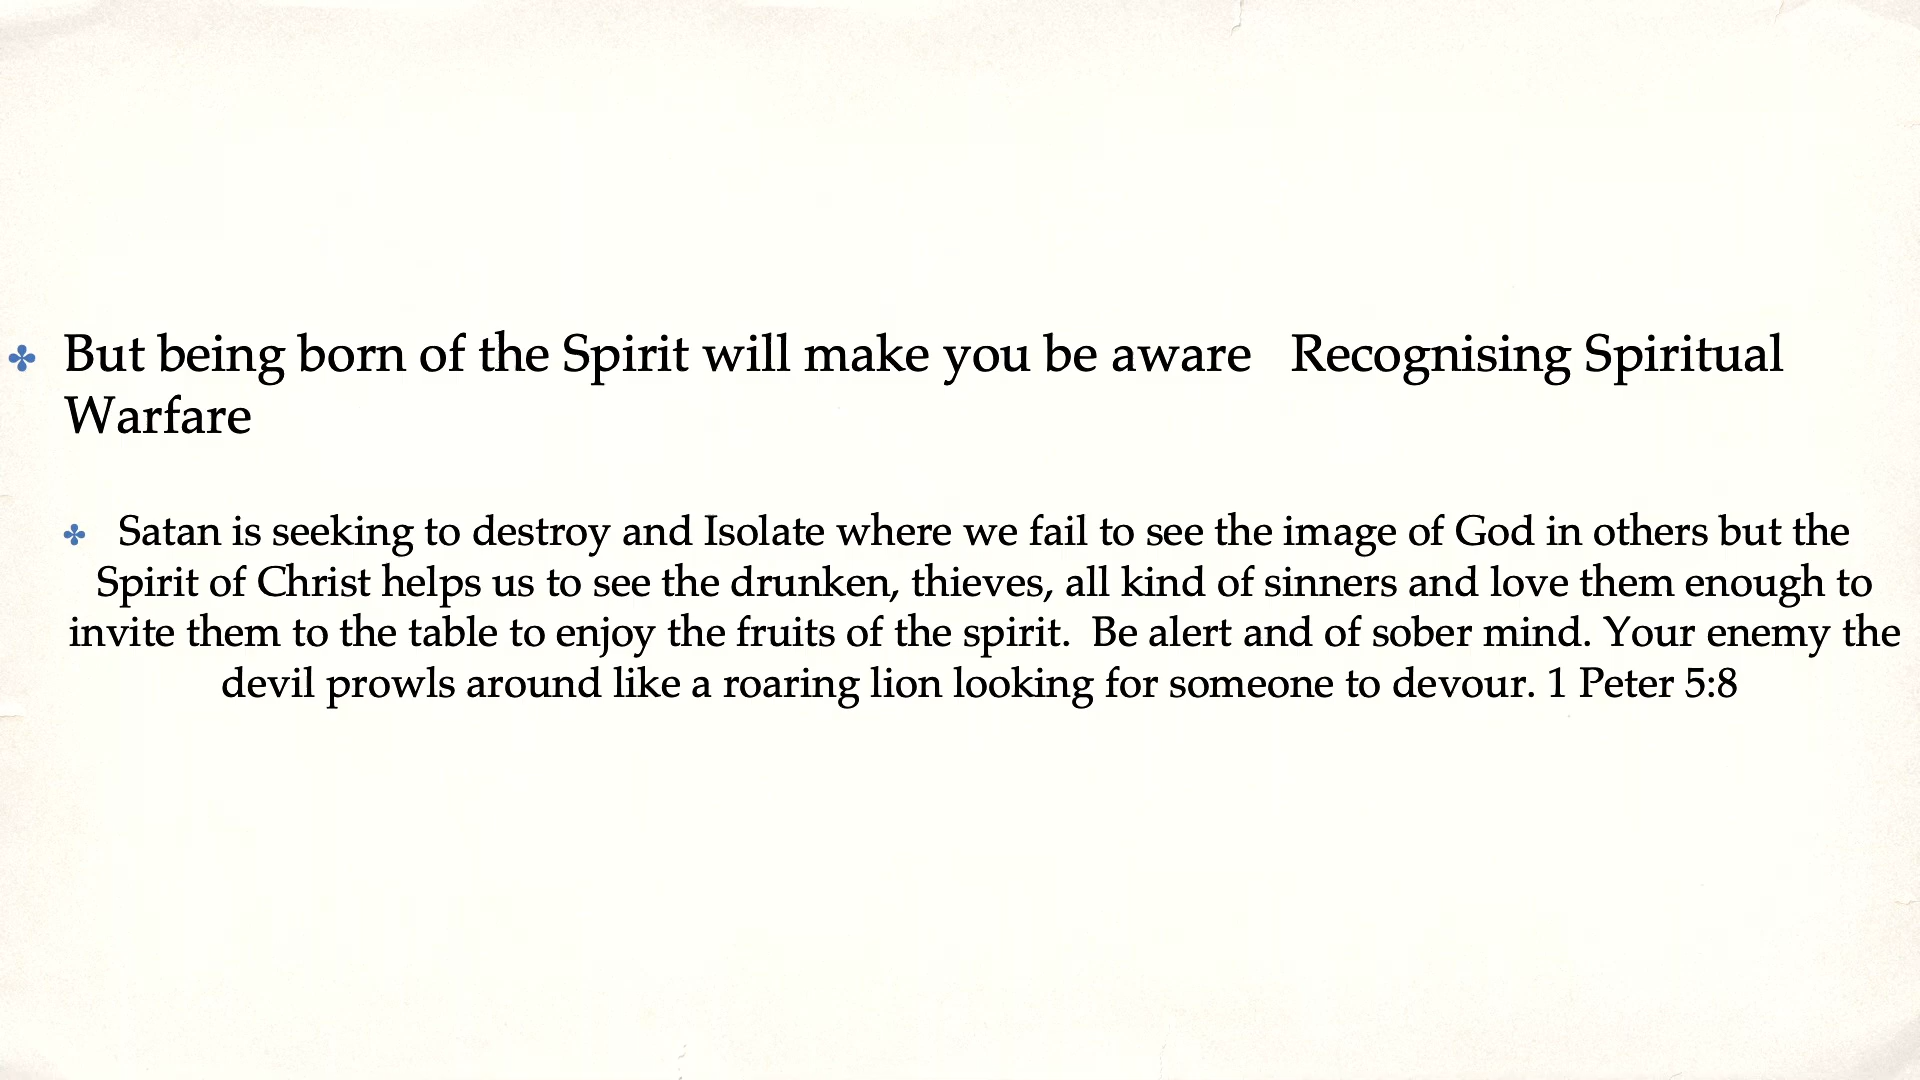 But being born of the Spirit will make you be aware   Recognising Spiritual
Warfare
Satan is seeking to destroy and Isolate where we fail to see the image of God in others but the
Spirit of Christ helps us to see the drunken, thieves, all kind of sinners and love them enough to
invite them to the table to enjoy the fruits of the spirit.  Be alert and of sober mind. Your enemy the
devil prowls around like a roaring lion looking for someone to devour. 1 Peter 5:8